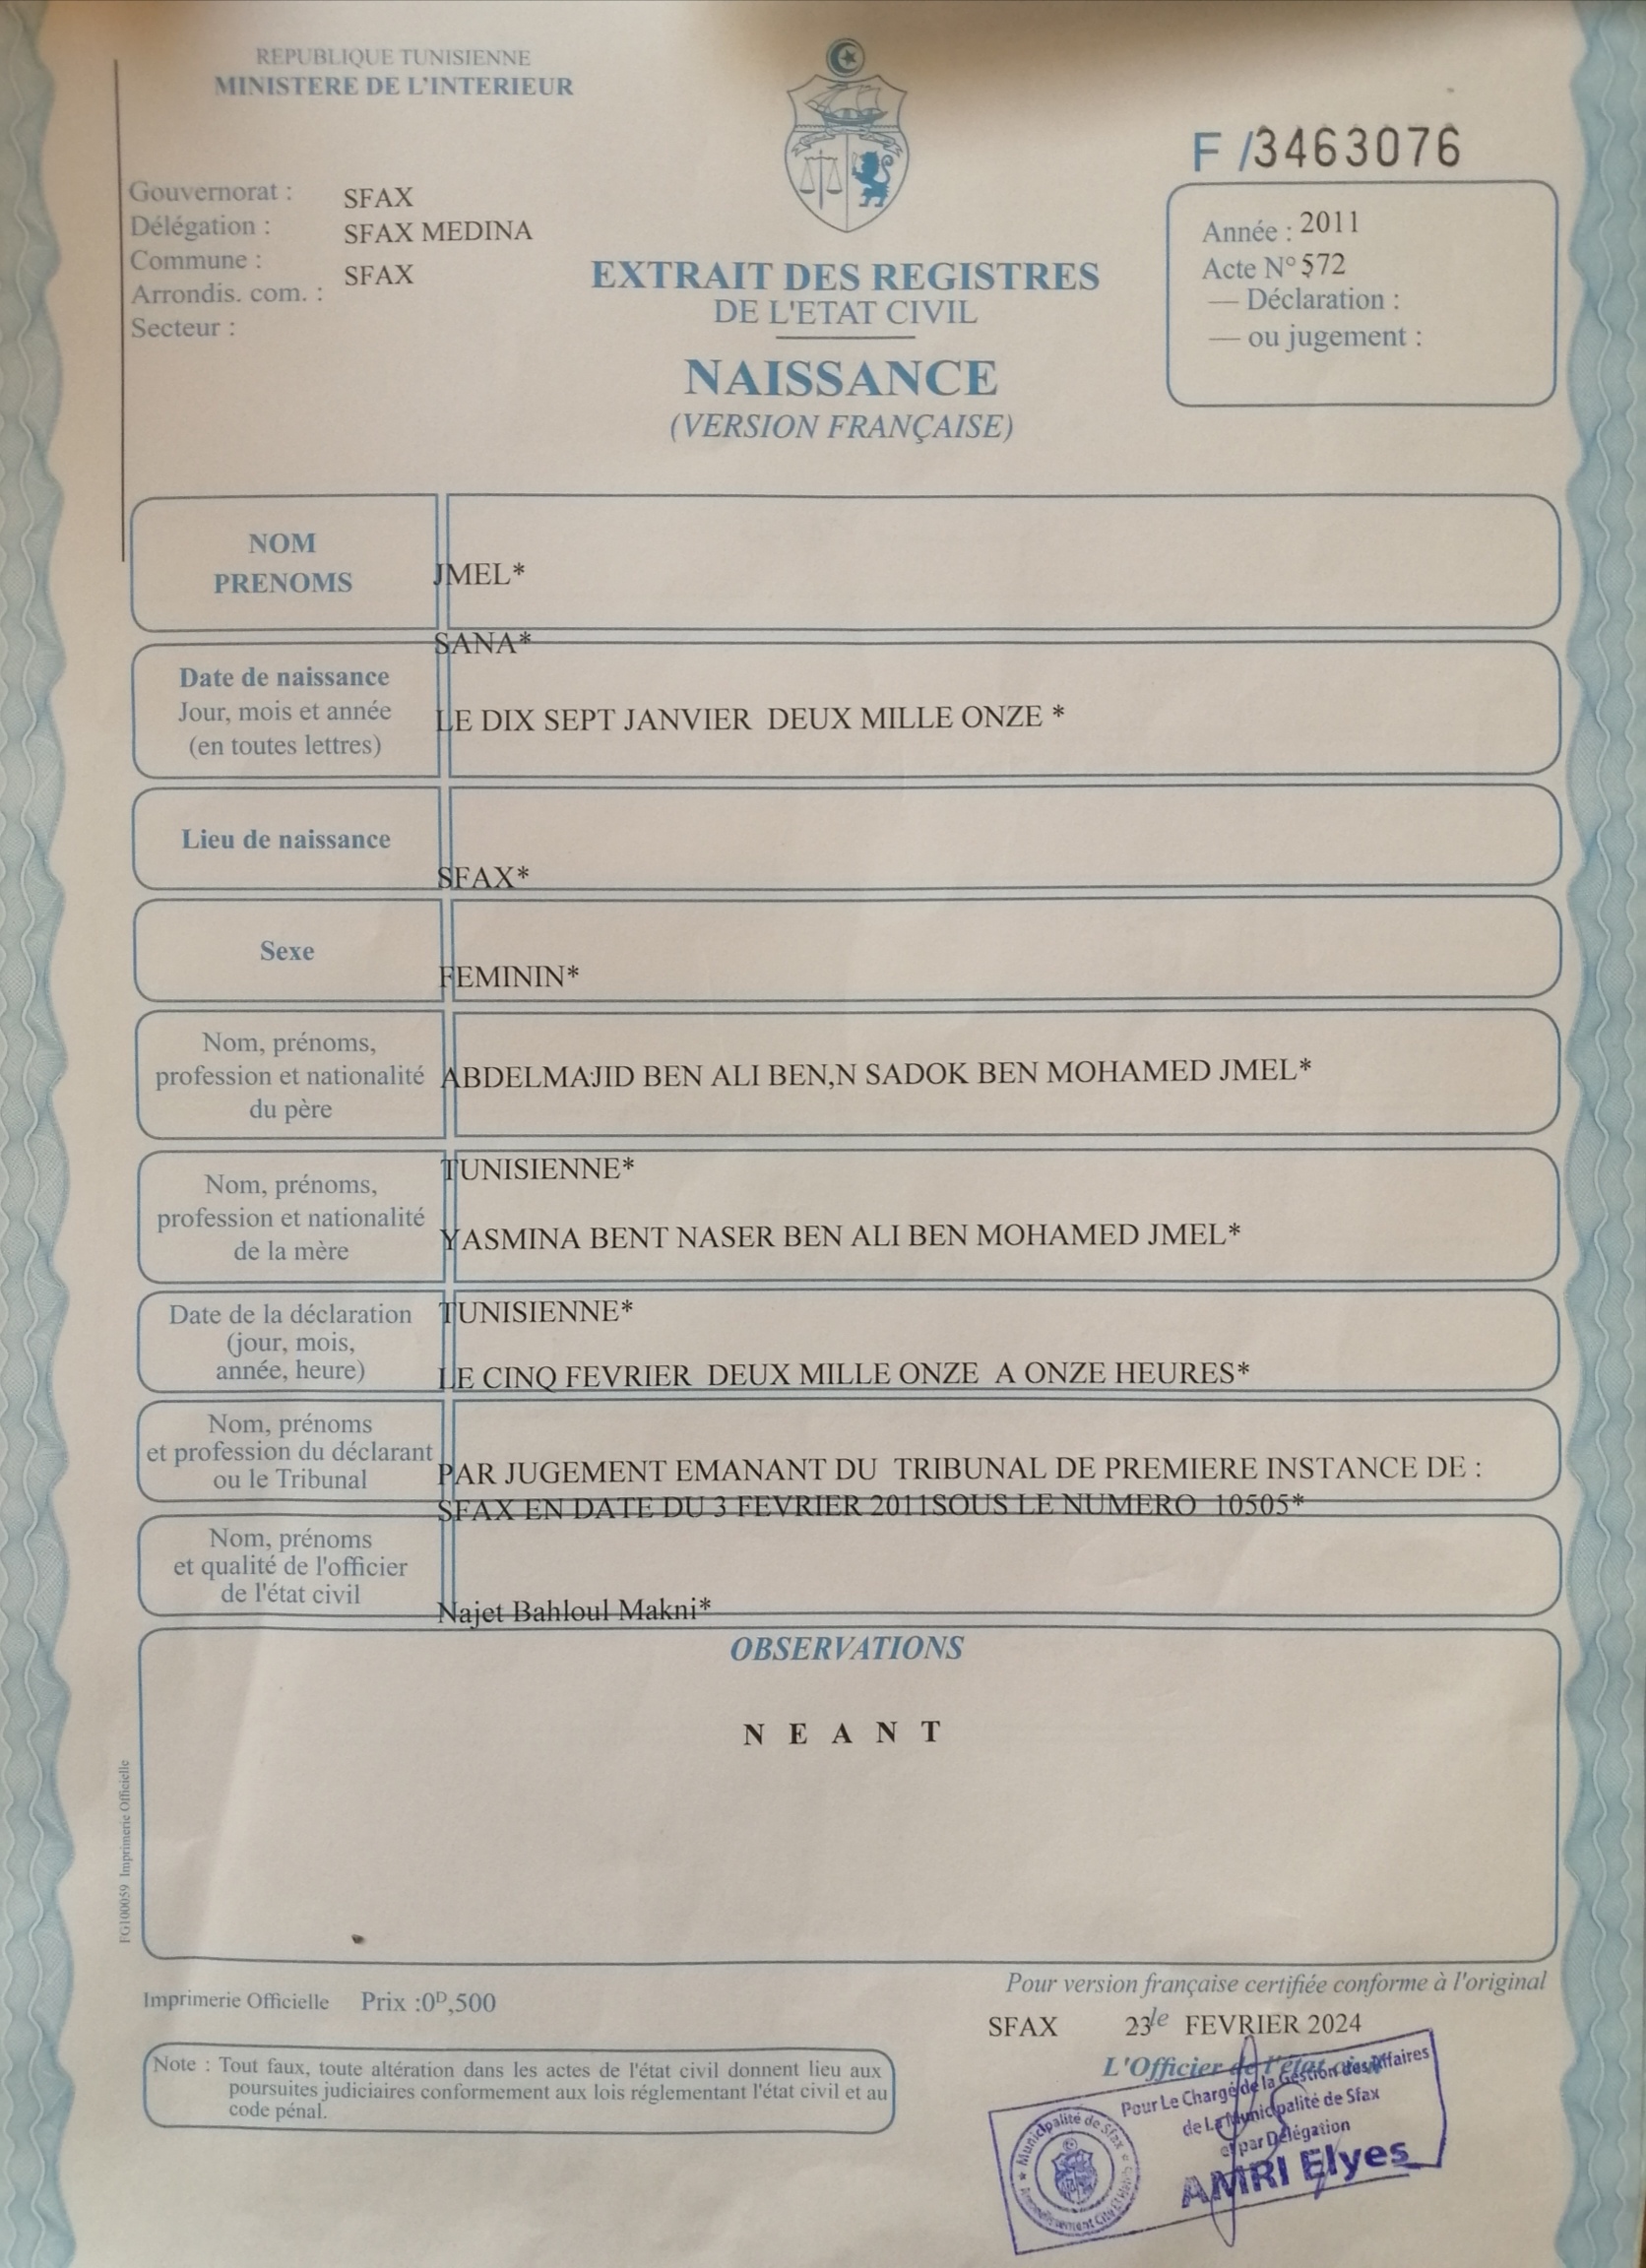 REPUBLIQUE TUNISIENNE
MINISTERE DE L'INTERIEUR
F /3463076
Gouvernorat : SFAX
Délégation : SFAX MEDINA
Commune : SFAX
Arrondis. com. :
Secteur :
EXTRAIT DES REGISTRES
DE L'ETAT CIVIL
NAISSANCE
(VERSION FRANÇAISE)
Année : 2011
Acte N° 572
— Déclaration :
— ou jugement :
NOM
PRENOMS
JMEL*
SANA*
Date de naissance
Jour, mois et année
(en toutes lettres)
LE DIX SEPT JANVIER DEUX MILLE ONZE *
Lieu de naissance
SFAX*
Sexe
FEMININ*
Nom, prénoms,
profession et nationalité
du père
ABDELMAJID BEN ALI BEN,N SADOK BEN MOHAMED JMEL*
TUNISIENNE*
Nom, prénoms,
profession et nationalité
de la mère
YASMINA BENT NASER BEN ALI BEN MOHAMED JMEL*
TUNISIENNE*
Date de la déclaration
(jour, mois,
année, heure)
LE CINQ FEVRIER DEUX MILLE ONZE A ONZE HEURES*
Nom, prénoms
et profession du déclarant
ou le Tribunal
PAR JUGEMENT EMANANT DU TRIBUNAL DE PREMIERE INSTANCE DE :
SFAX EN DATE DU 3 FEVRIER 2011SOUS LE NUMERO 10505*
Nom, prénoms
et qualité de l'officier
de l'état civil
Najet Bahloul Makni*
OBSERVATIONS
N E A N T
FG100059 Imprimerie Officielle
Imprimerie Officielle Prix :0ᴰ,500
Pour version française certifiée conforme à l'original
SFAX 23 le FEVRIER 2024
L'Officier de l'état civil
Note : Tout faux, toute altération dans les actes de l'état civil donnent lieu aux
poursuites judiciaires conformement aux lois réglementant l'état civil et au
code pénal.
Pour Le Chargé de la Gestion des Affaires
de La Municipalité de Sfax
et par Délégation
AMRI Elyes
Municipalité de Sfax